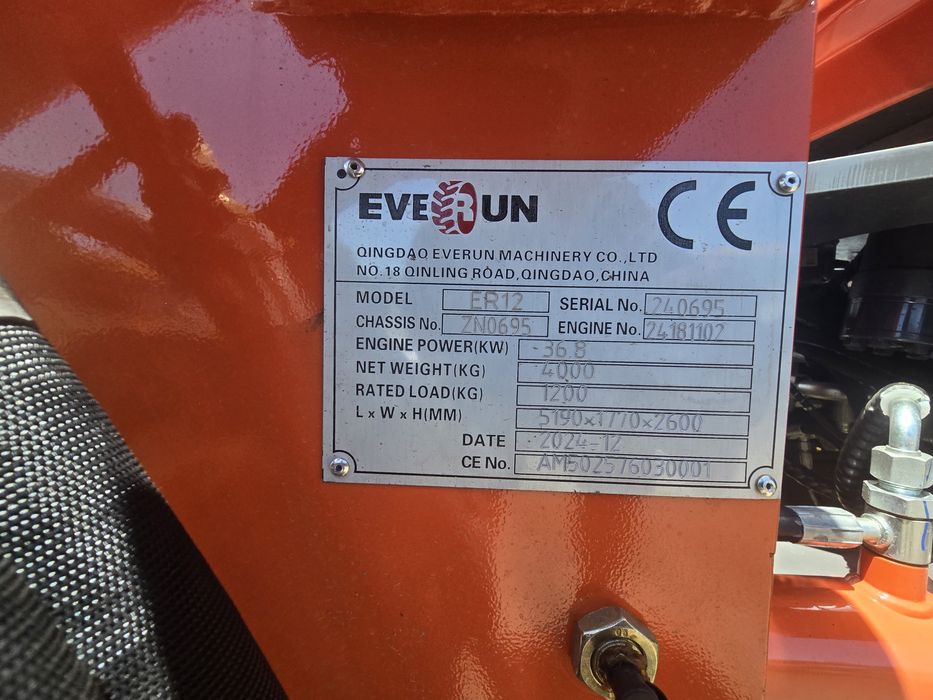 EVERUN CE
QINGDAO EVERUN MACHINERY CO.,LTD
NO.18 QINLING ROAD,QINGDAO,CHINA
MODEL ER12 SERIAL No. 240695
CHASSIS No. ZN0695 ENGINE No. 24181102
ENGINE POWER(KW) 36.8
NET WEIGHT(KG) 4000
RATED LOAD(KG) 1200
L x W x H(MM) 5190x1770x2600
DATE 2024-12
CE No. AM502576030001